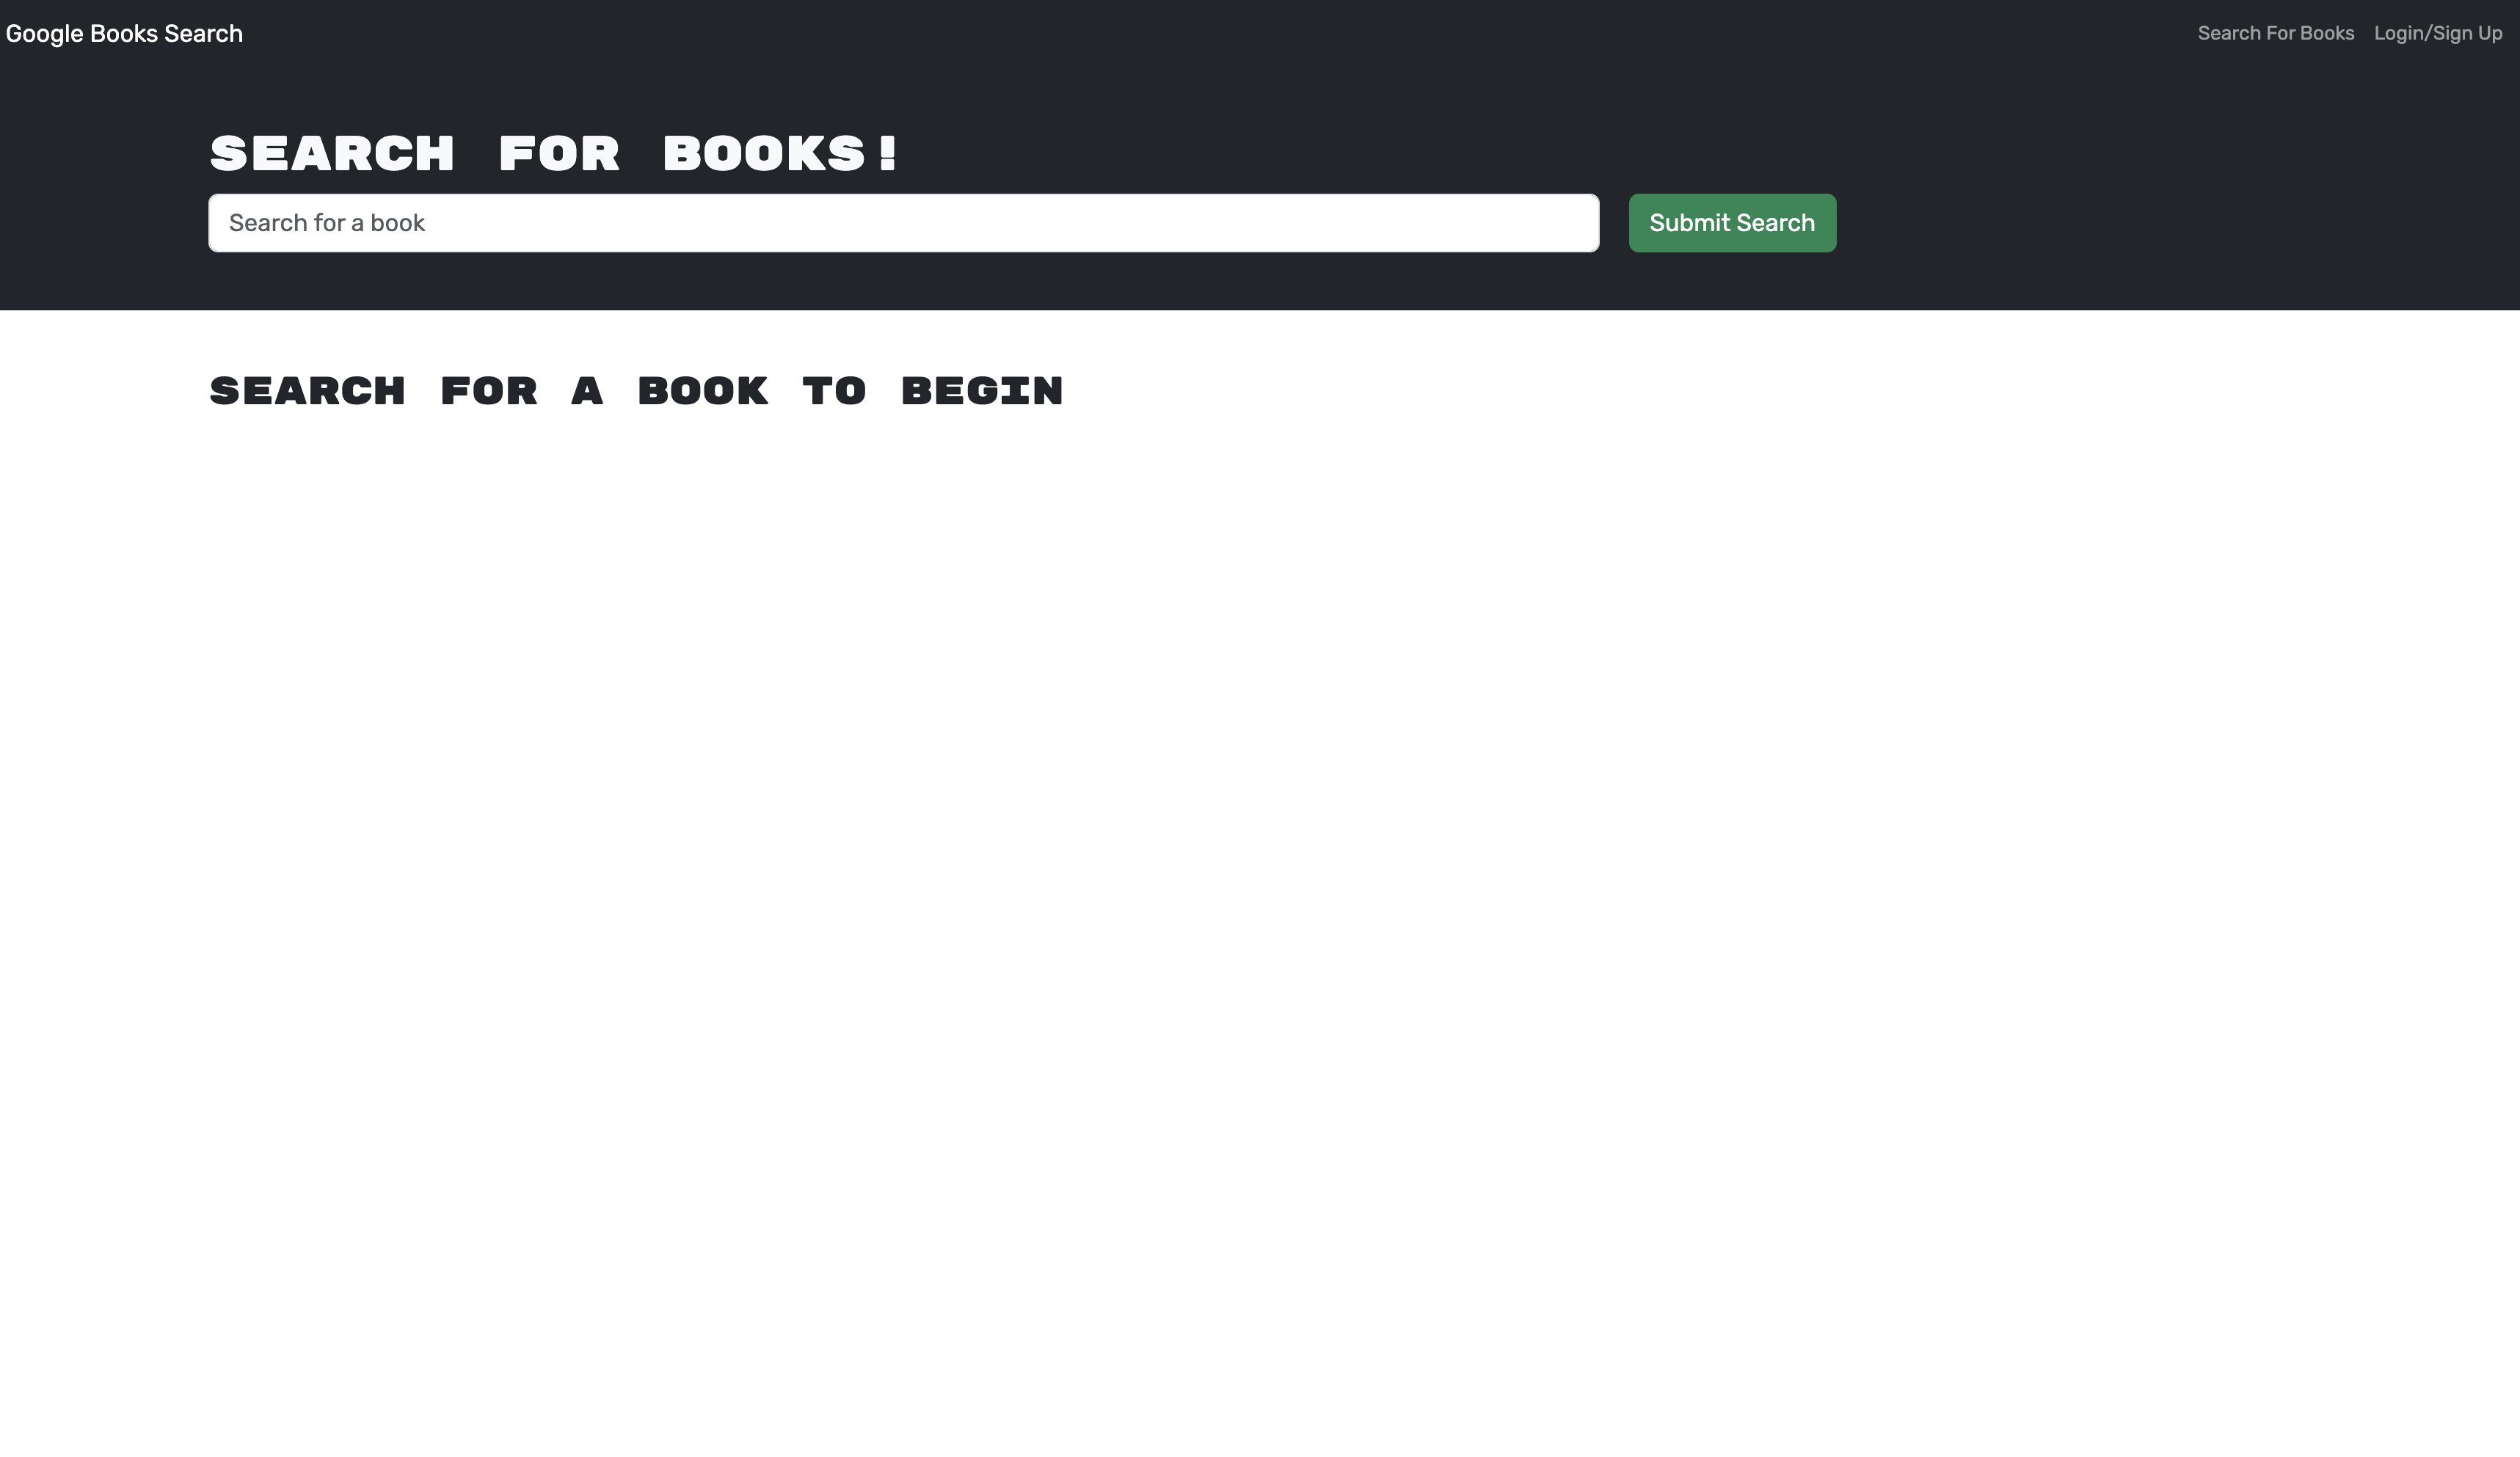 Google Books Search
Search For Books
Login/Sign Up
SEARCH FOR BOOKS!
Search for a book
Submit Search
SEARCH FOR A BOOK TO BEGIN